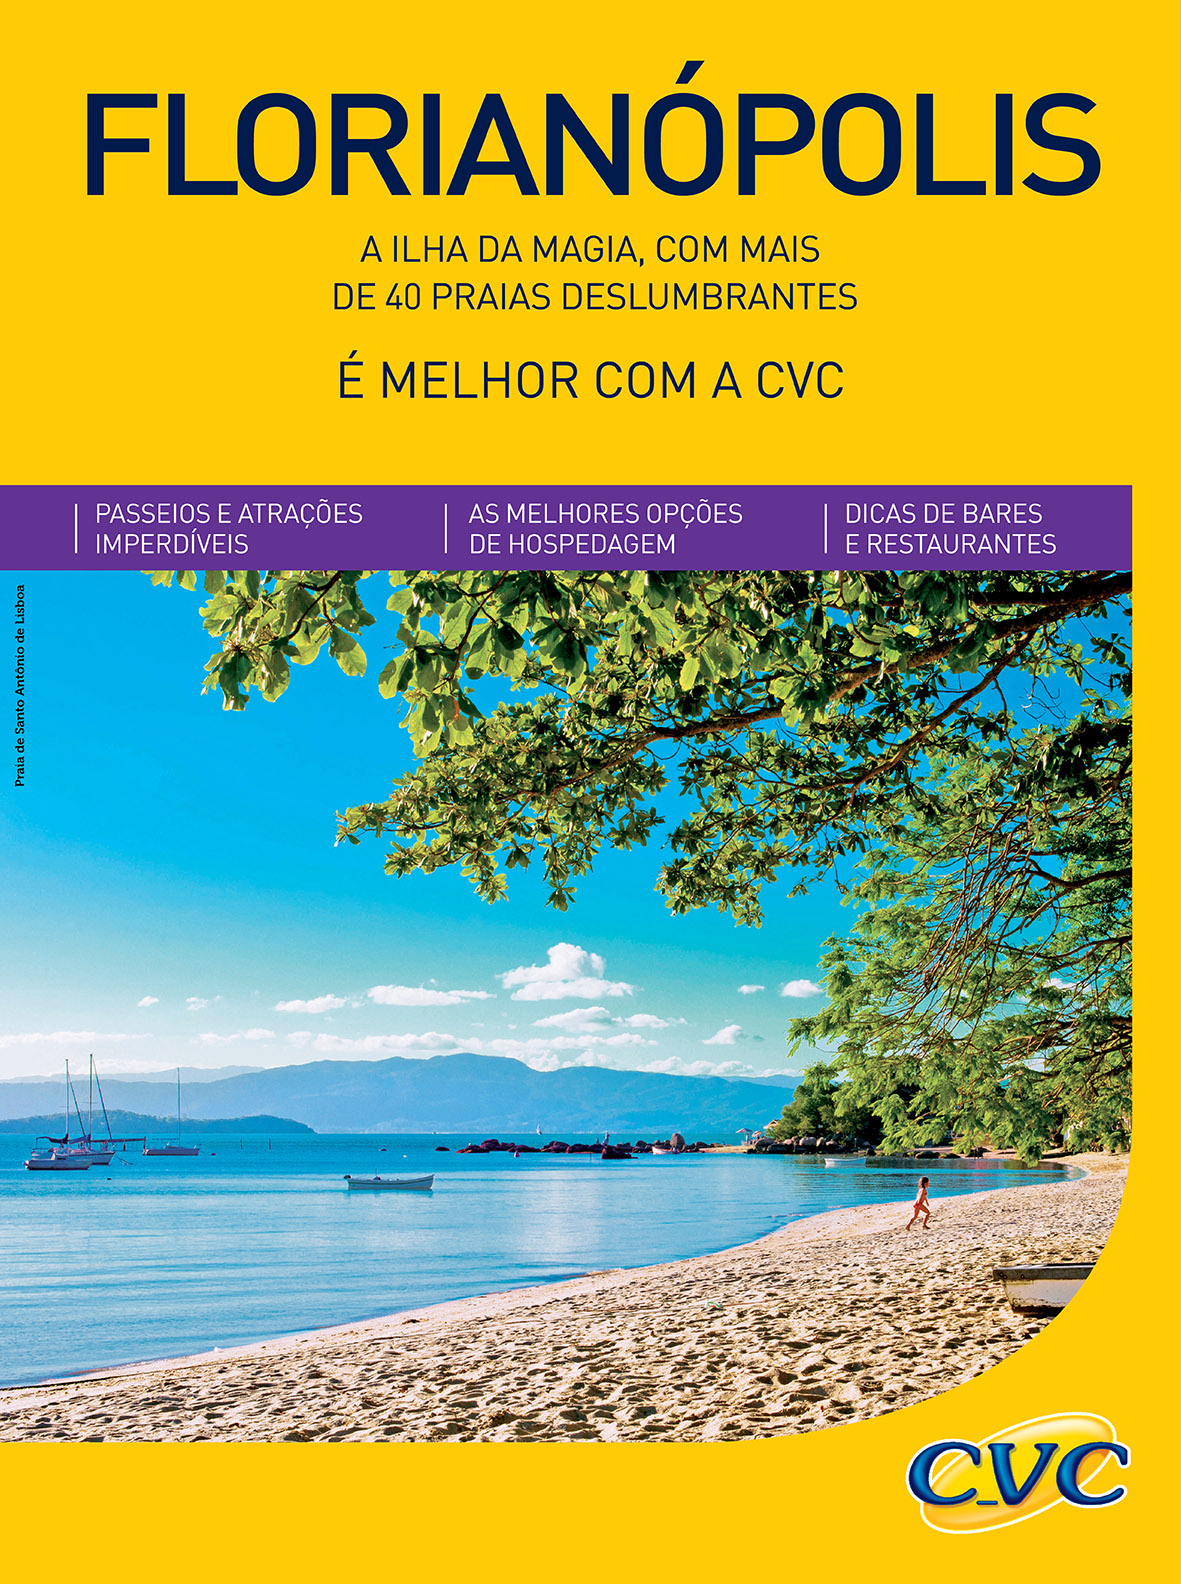 FLORIANÓPOLIS
A ILHA DA MAGIA, COM MAIS
DE 40 PRAIAS DESLUMBRANTES
É MELHOR COM A CVC
PASSEIOS E ATRAÇÕES
IMPERDÍVEIS
AS MELHORES OPÇÕES
DE HOSPEDAGEM
DICAS DE BARES
E RESTAURANTES
Praia de Santo Antônio de Lisboa
CVC